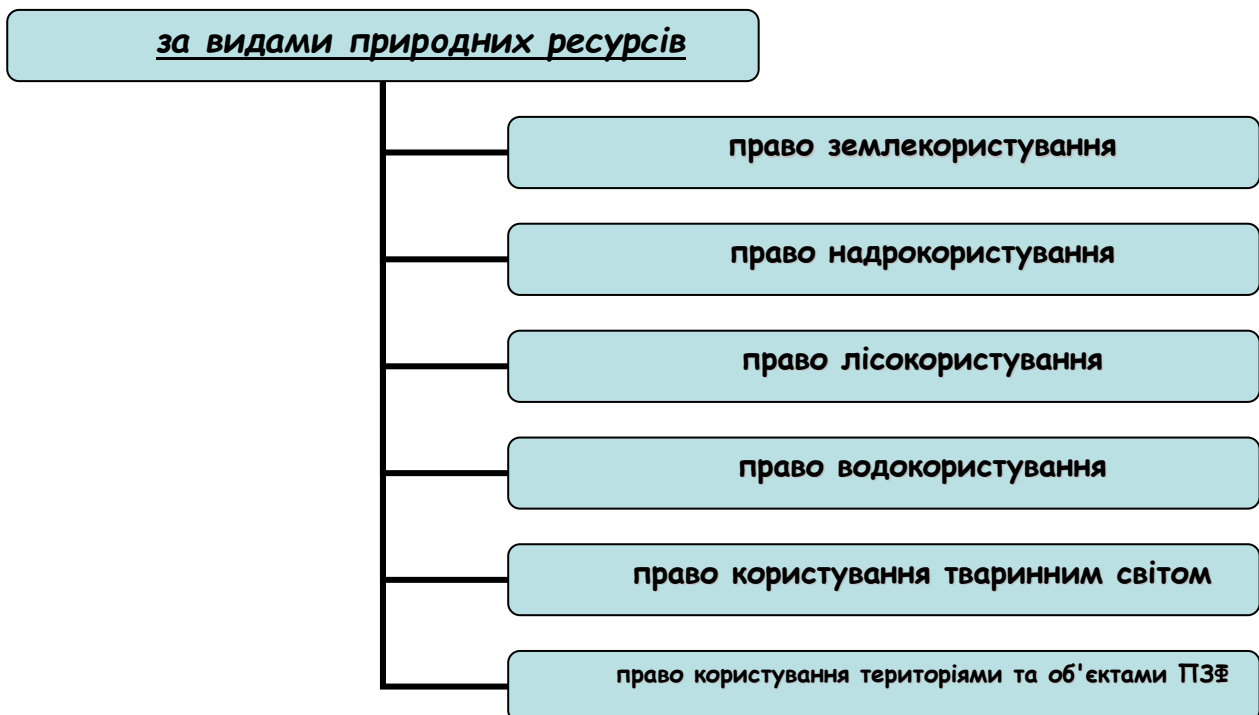 за видами природних ресурсів
право землекористування
право надрокористування
право лісокористування
право водокористування
право користування тваринним світом
право користування територіями та об'єктами ПЗФ